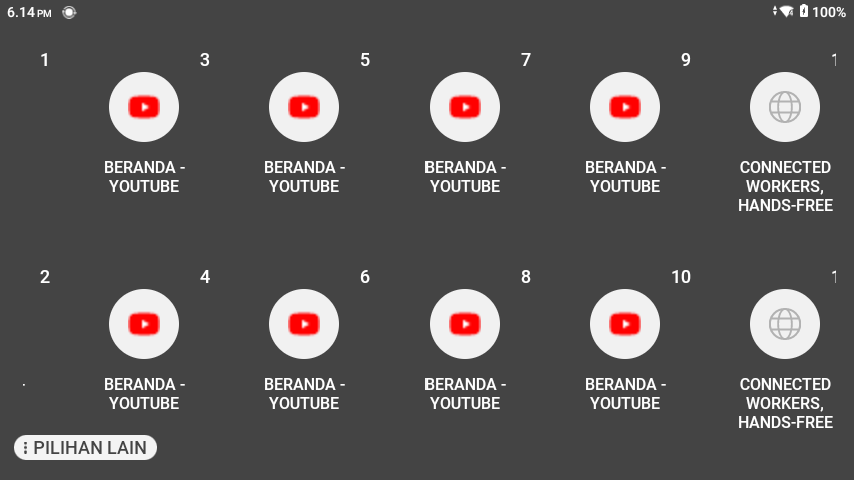 6.14 PM
100%
1
3
5
7
9
BERANDA -
YOUTUBE
BERANDA -
YOUTUBE
BERANDA -
YOUTUBE
BERANDA -
YOUTUBE
CONNECTED
WORKERS,
HANDS-FREE
2
4
6
8
10
BERANDA -
YOUTUBE
BERANDA -
YOUTUBE
BERANDA -
YOUTUBE
BERANDA -
YOUTUBE
CONNECTED
WORKERS,
HANDS-FREE
PILIHAN LAIN